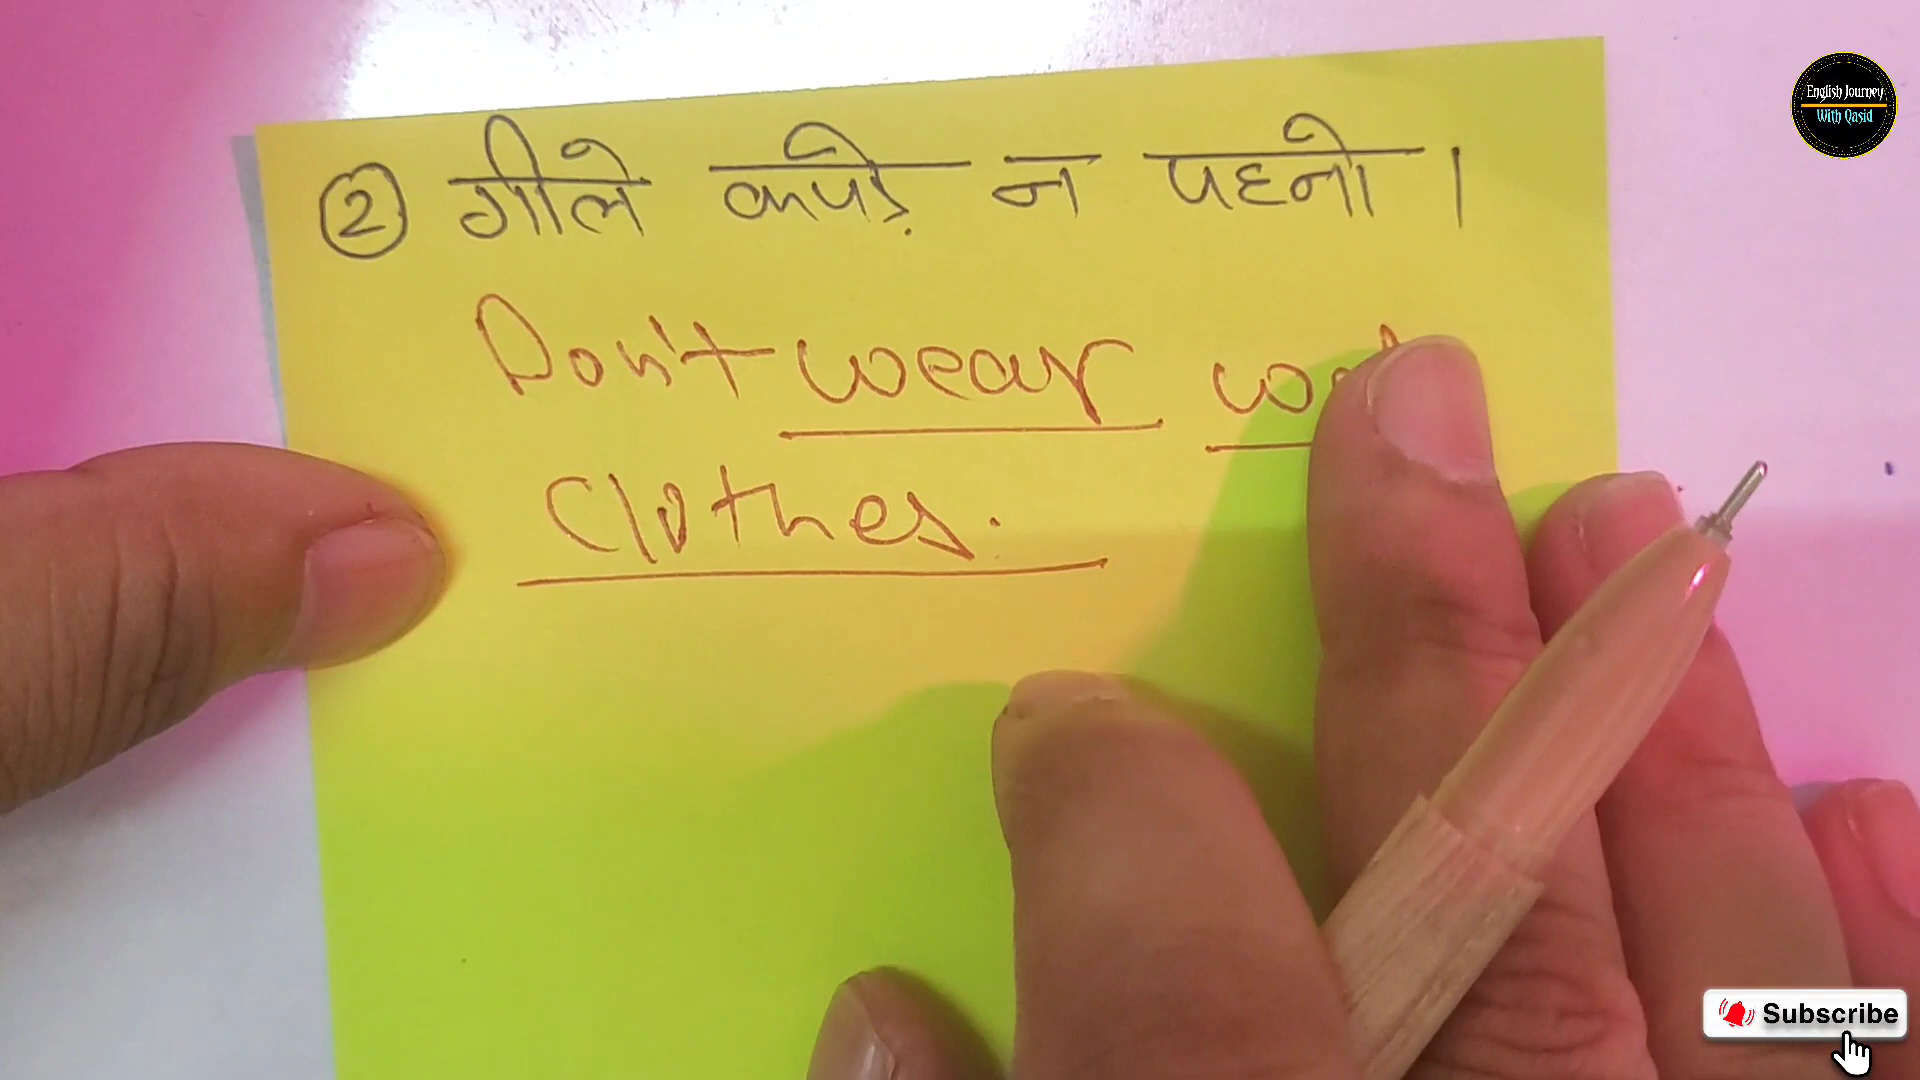 ② गीले कपड़े न पहनो ।
Don't wear
clothes.
English Journey
With Qasid
Subscribe